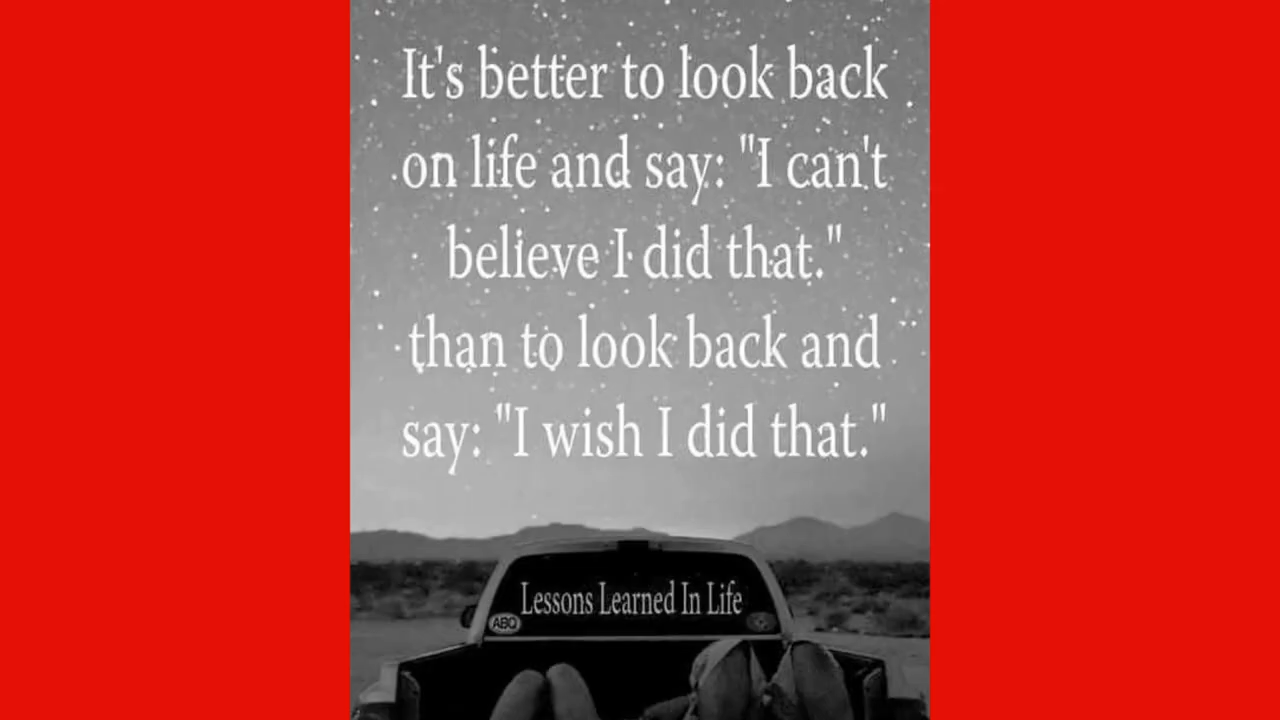 It's better to look back
on life and say: "I can't
believe I did that."
than to look back and
say: "I wish I did that."
Lessons Learned In Life
ABQ